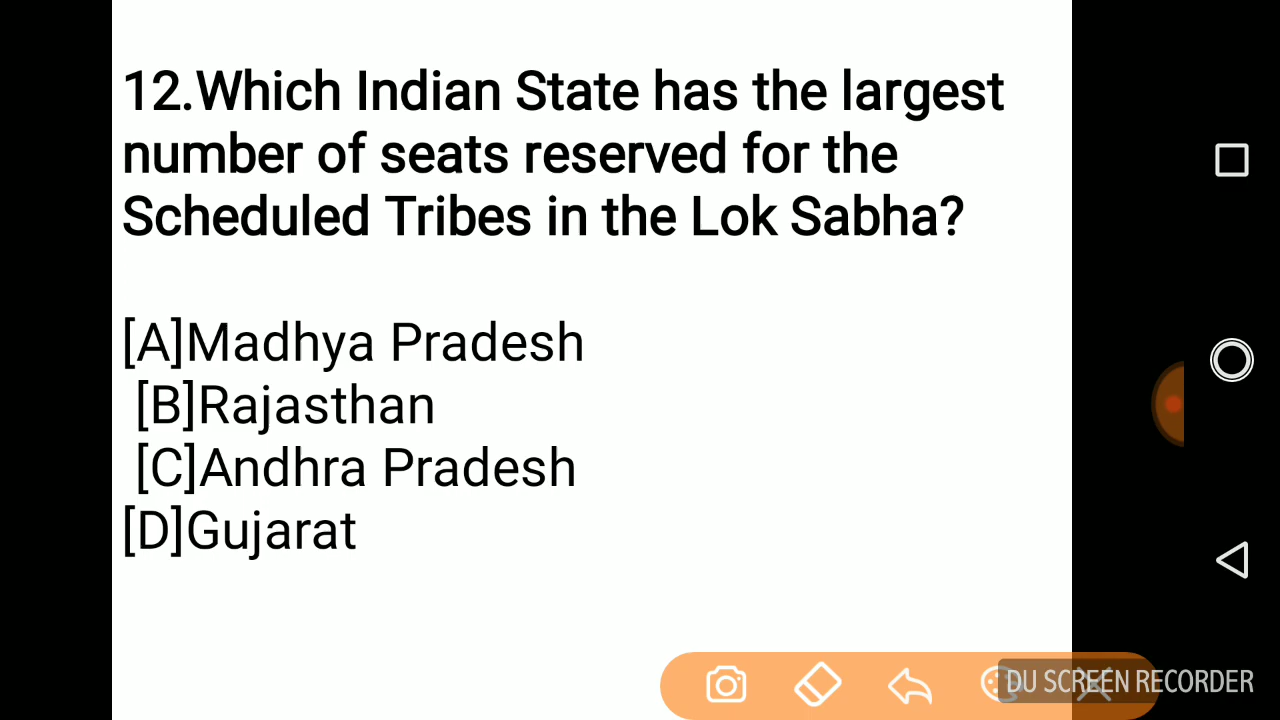 12.Which Indian State has the largest
number of seats reserved for the
Scheduled Tribes in the Lok Sabha?
[A]Madhya Pradesh
[B]Rajasthan
[C]Andhra Pradesh
[D]Gujarat
DU SCREEN RECORDER